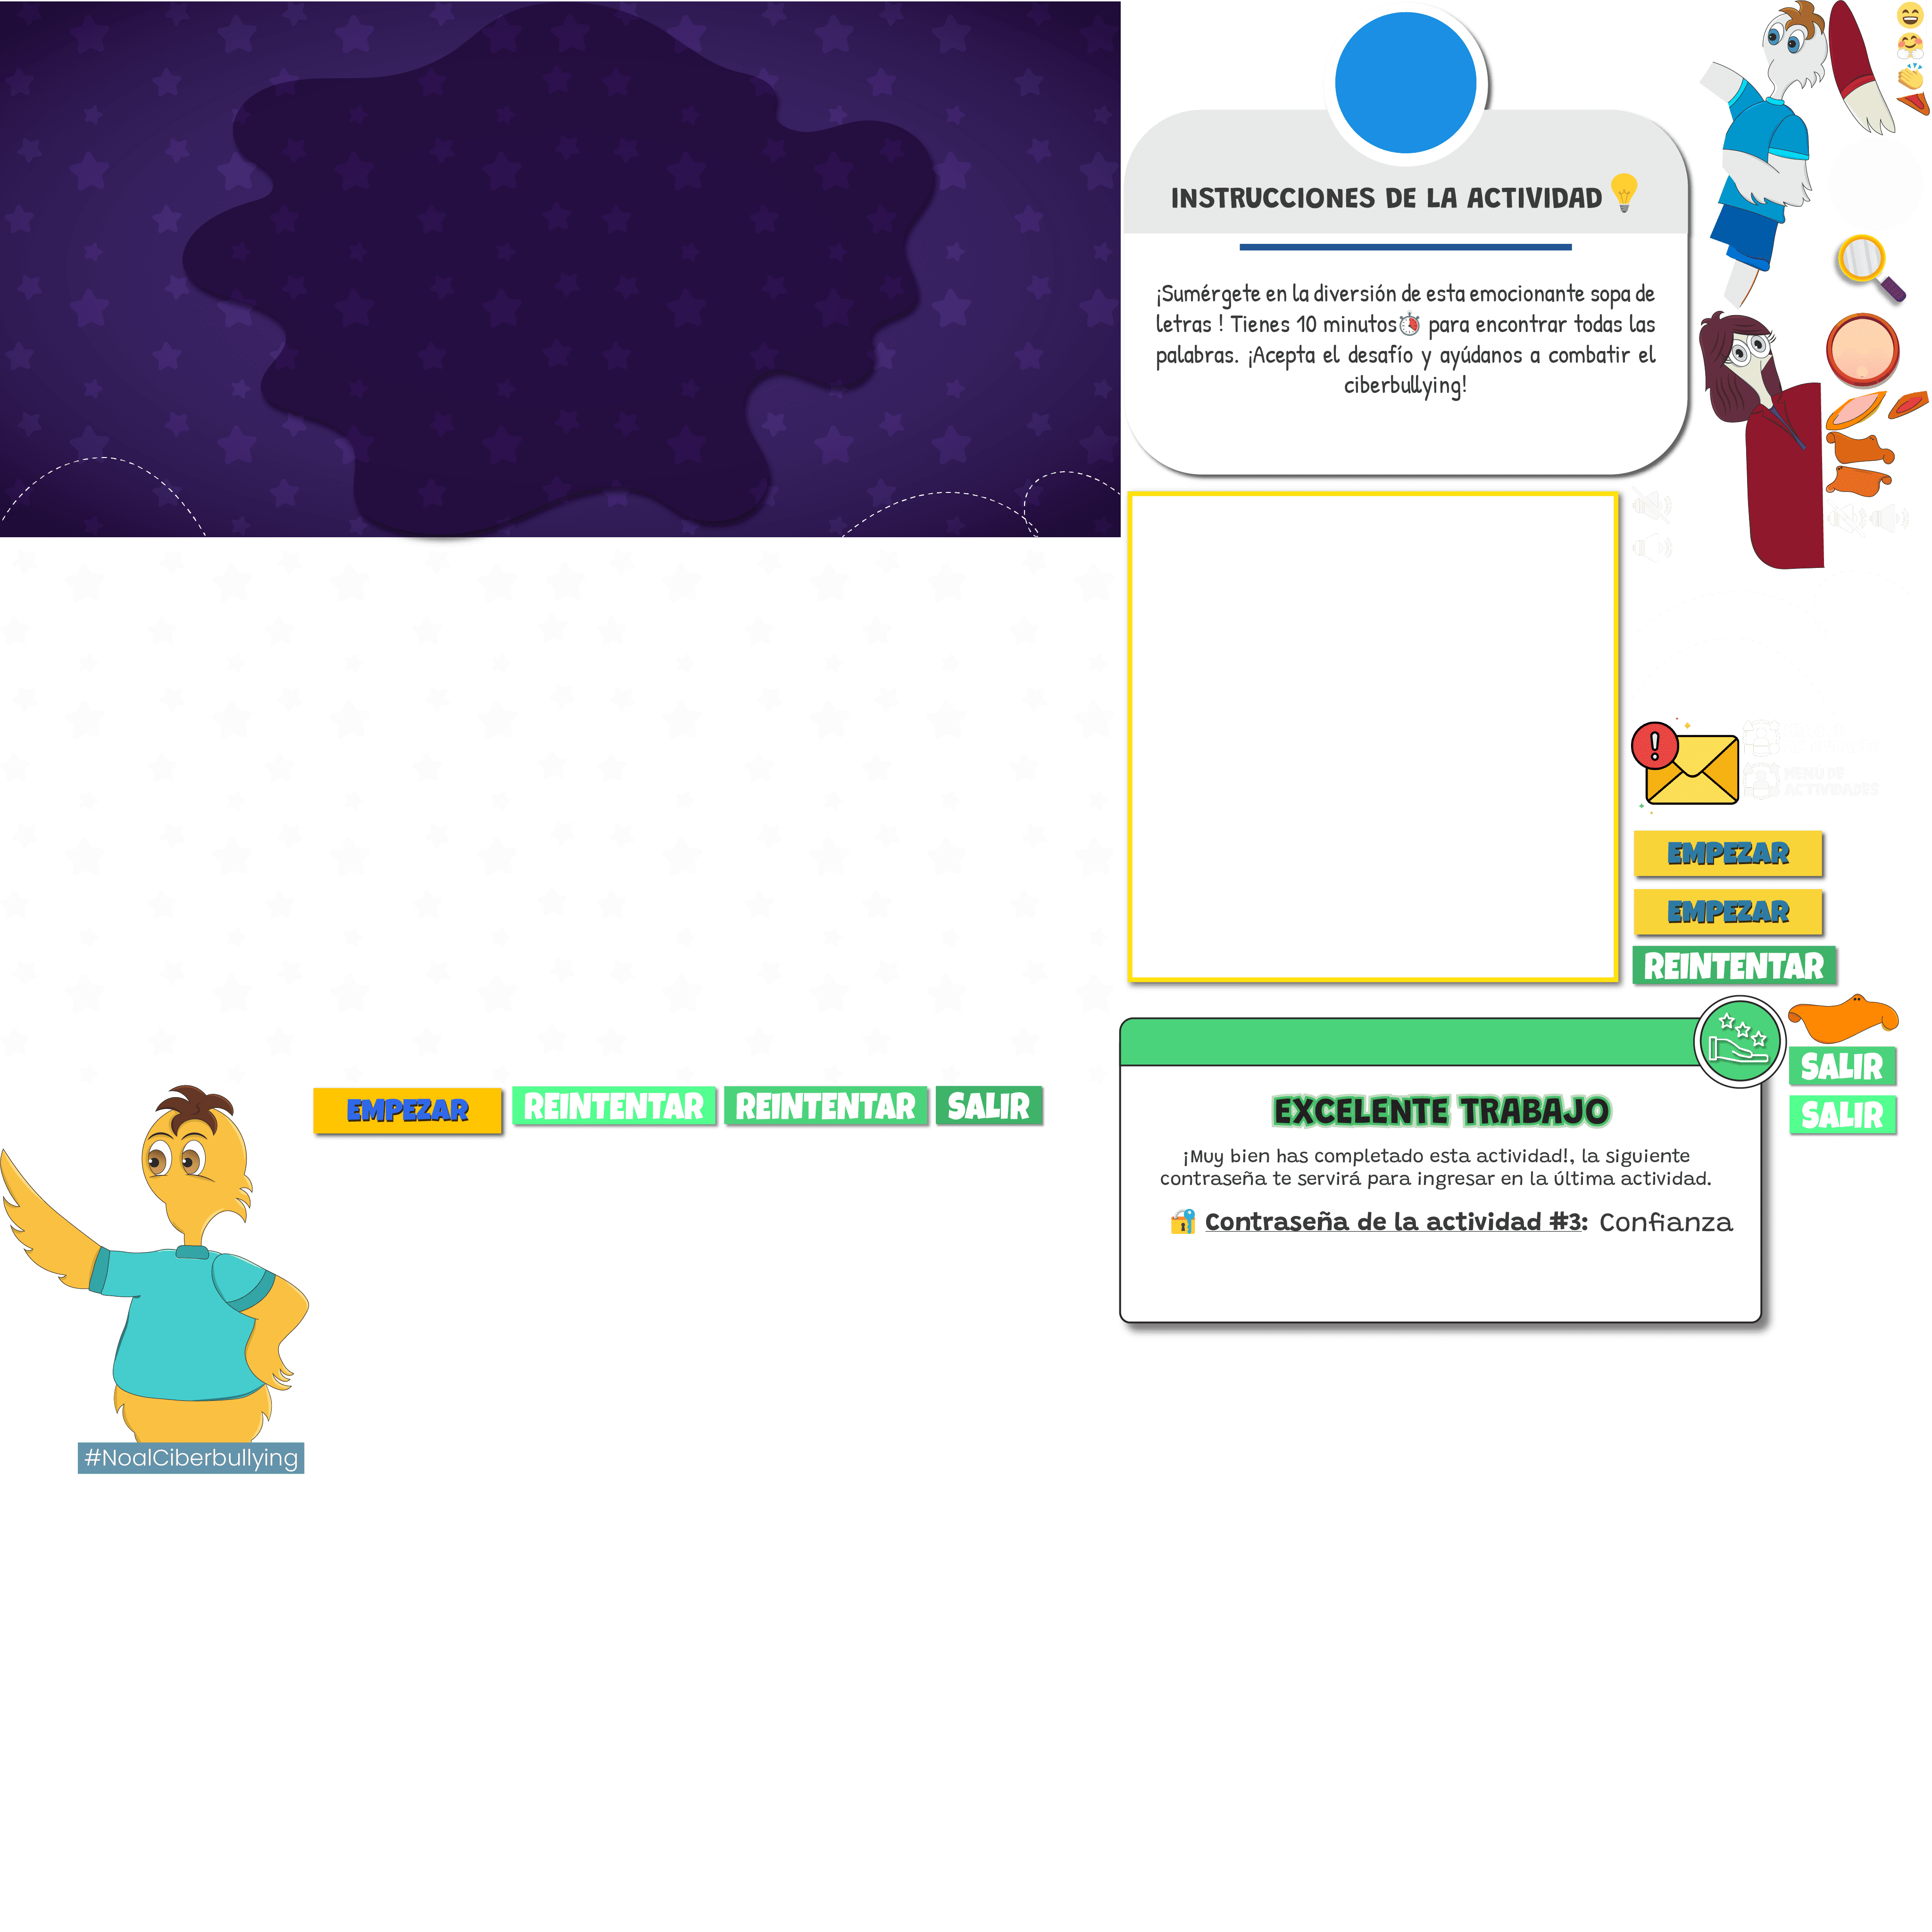 INSTRUCCIONES DE LA ACTIVIDAD
¡Sumérgete en la diversión de esta emocionante sopa de
letras ! Tienes 10 minutos para encontrar todas las
palabras. ¡Acepta el desafío y ayúdanos a combatir el
ciberbullying!
MENÚ DE
ACTIVIDADES
EMPEZAR
EMPEZAR
REINTENTAR
EMPEZAR
REINTENTAR
REINTENTAR
SALIR
SALIR
SALIR
EXCELENTE TRABAJO
¡Muy bien has completado esta actividad!, la siguiente
contraseña te servirá para ingresar en la última actividad.
Contraseña de la actividad #3: Confianza
#NoalCiberbullying